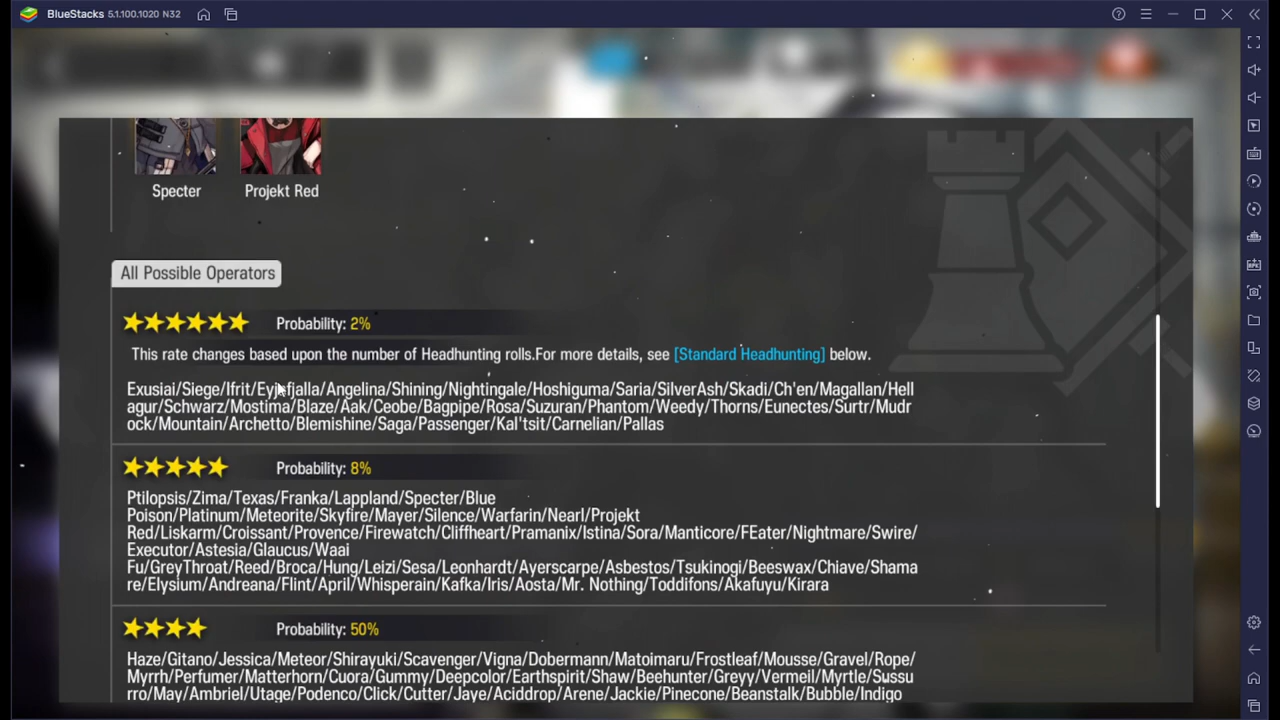 BlueStacks 5.1.100.1020 N32
Specter Projekt Red
All Possible Operators
Probability: 2%
This rate changes based upon the number of Headhunting rolls.For more details, see [Standard Headhunting] below.
Exusiai/Siege/Ifrit/Eyjafjalla/Angelina/Shining/Nightingale/Hoshiguma/Saria/SilverAsh/Skadi/Ch'en/Magallan/Hell
agur/Schwarz/Mostima/Blaze/Aak/Ceobe/Bagpipe/Rosa/Suzuran/Phantom/Weedy/Thorns/Eunectes/Surtr/Mudr
ock/Mountain/Archetto/Blemishine/Saga/Passenger/Kal'tsit/Carnelian/Pallas
Probability: 8%
Ptilopsis/Zima/Texas/Franka/Lappland/Specter/Blue
Poison/Platinum/Meteorite/Skyfire/Mayer/Silence/Warfarin/Nearl/Projekt
Red/Liskarm/Croissant/Provence/Firewatch/Cliffheart/Pramanix/Istina/Sora/Manticore/FEater/Nightmare/Swire/
Executor/Astesia/Glaucus/Waai
Fu/GreyThroat/Reed/Broca/Hung/Leizi/Sesa/Leonhardt/Ayerscarpe/Asbestos/Tsukinogi/Beeswax/Chiave/Shama
re/Elysium/Andreana/Flint/April/Whisperain/Kafka/Iris/Aosta/Mr. Nothing/Toddifons/Akafuyu/Kirara
Probability: 50%
Haze/Gitano/Jessica/Meteor/Shirayuki/Scavenger/Vigna/Dobermann/Matoimaru/Frostleaf/Mousse/Gravel/Rope/
Myrrh/Perfumer/Matterhorn/Cuora/Gummy/Deepcolor/Earthspirit/Shaw/Beehunter/Greyy/Vermeil/Myrtle/Sussu
rro/May/Ambriel/Utage/Podenco/Click/Cutter/Jaye/Aciddrop/Arene/Jackie/Pinecone/Beanstalk/Bubble/Indigo